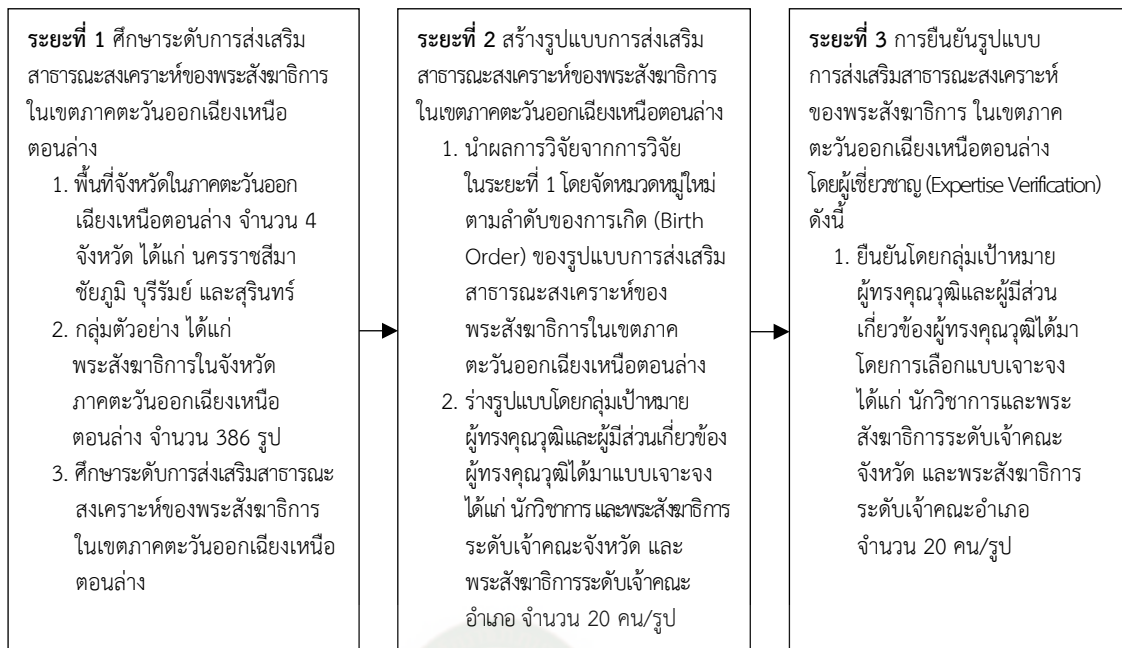 ระยะที่ 1 ศึกษาระดับการส่งเสริม
สาธารณะสงเคราะห์ของพระสังฆาธิการ
ในเขตภาคตะวันออกเฉียงเหนือ
ตอนล่าง
1. พื้นที่จังหวัดในภาคตะวันออก
เฉียงเหนือตอนล่าง จำนวน 4
จังหวัด ได้แก่ นครราชสีมา
ชัยภูมิ บุรีรัมย์ และสุรินทร์
2. กลุ่มตัวอย่าง ได้แก่
พระสังฆาธิการในจังหวัด
ภาคตะวันออกเฉียงเหนือ
ตอนล่าง จำนวน 386 รูป
3. ศึกษาระดับการส่งเสริมสาธารณะ
สงเคราะห์ของพระสังฆาธิการ
ในเขตภาคตะวันออกเฉียงเหนือ
ตอนล่าง
ระยะที่ 2 สร้างรูปแบบการส่งเสริม
สาธารณะสงเคราะห์ของพระสังฆาธิการ
ในเขตภาคตะวันออกเฉียงเหนือตอนล่าง
1. นำผลการวิจัยจากการวิจัย
ในระยะที่ 1 โดยจัดหมวดหมู่ใหม่
ตามลำดับของการเกิด (Birth
Order) ของรูปแบบการส่งเสริม
สาธารณะสงเคราะห์ของ
พระสังฆาธิการในเขตภาค
ตะวันออกเฉียงเหนือตอนล่าง
2. ร่างรูปแบบโดยกลุ่มเป้าหมาย
ผู้ทรงคุณวุฒิและผู้มีส่วนเกี่ยวข้อง
ผู้ทรงคุณวุฒิได้มาแบบเจาะจง
ได้แก่ นักวิชาการ และพระสังฆาธิการ
ระดับเจ้าคณะจังหวัด และ
พระสังฆาธิการระดับเจ้าคณะ
อำเภอ จำนวน 20 คน/รูป
ระยะที่ 3 การยืนยันรูปแบบ
การส่งเสริมสาธารณะสงเคราะห์
ของพระสังฆาธิการ ในเขตภาค
ตะวันออกเฉียงเหนือตอนล่าง
โดยผู้เชี่ยวชาญ (Expertise Verification)
ดังนี้
1. ยืนยันโดยกลุ่มเป้าหมาย
ผู้ทรงคุณวุฒิและผู้มีส่วน
เกี่ยวข้องผู้ทรงคุณวุฒิได้มา
โดยการเลือกแบบเจาะจง
ได้แก่ นักวิชาการและพระ
สังฆาธิการระดับเจ้าคณะ
จังหวัด และพระสังฆาธิการ
ระดับเจ้าคณะอำเภอ
จำนวน 20 คน/รูป